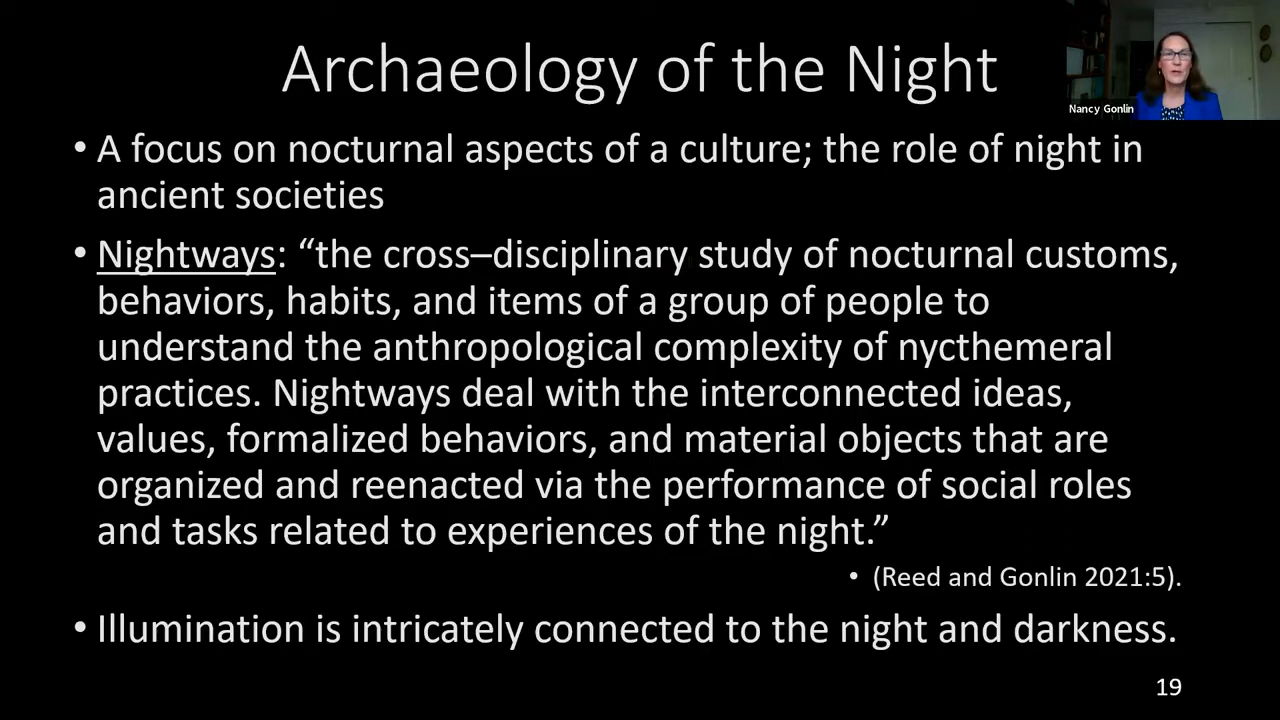 Archaeology of the Night
Nancy Gonlin
• A focus on nocturnal aspects of a culture; the role of night in
ancient societies
• Nightways: “the cross–disciplinary study of nocturnal customs,
behaviors, habits, and items of a group of people to
understand the anthropological complexity of nycthemeral
practices. Nightways deal with the interconnected ideas,
values, formalized behaviors, and material objects that are
organized and reenacted via the performance of social roles
and tasks related to experiences of the night.”
• (Reed and Gonlin 2021:5).
• Illumination is intricately connected to the night and darkness.
19